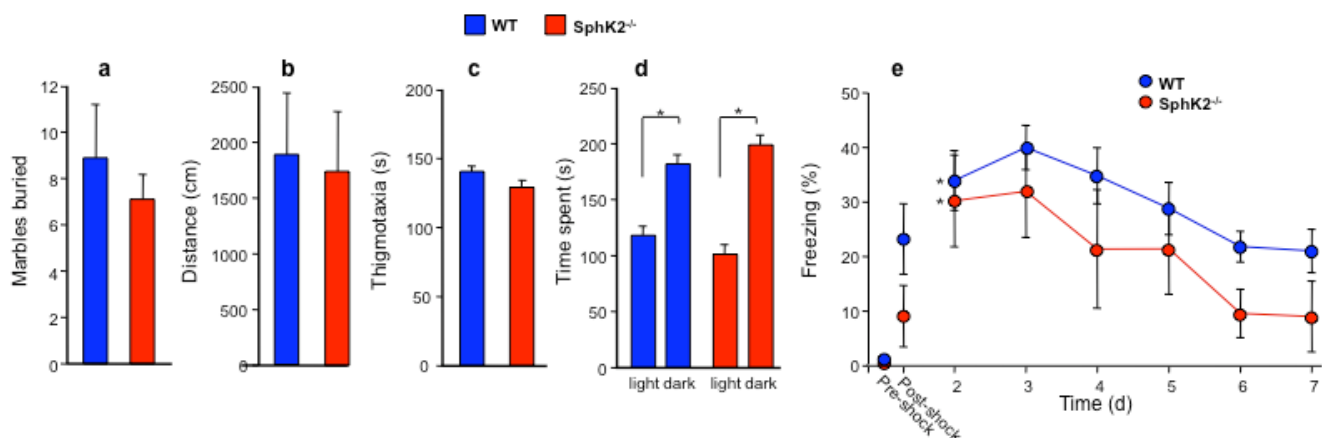 WT SphK2-/-
a b c d e
Marbles buried
12
10
8
6
4
2
0
Distance (cm)
2500
2000
1500
1000
500
0
Thigmotaxia (s)
200
150
100
50
0
Time spent (s)
250
200
150
100
50
0
*
*
light dark light dark
WT
SphK2-/-
Freezing (%)
50
40
30
20
10
0
*
*
Pre-shock
Post-shock
2 3 4 5 6 7
Time (d)